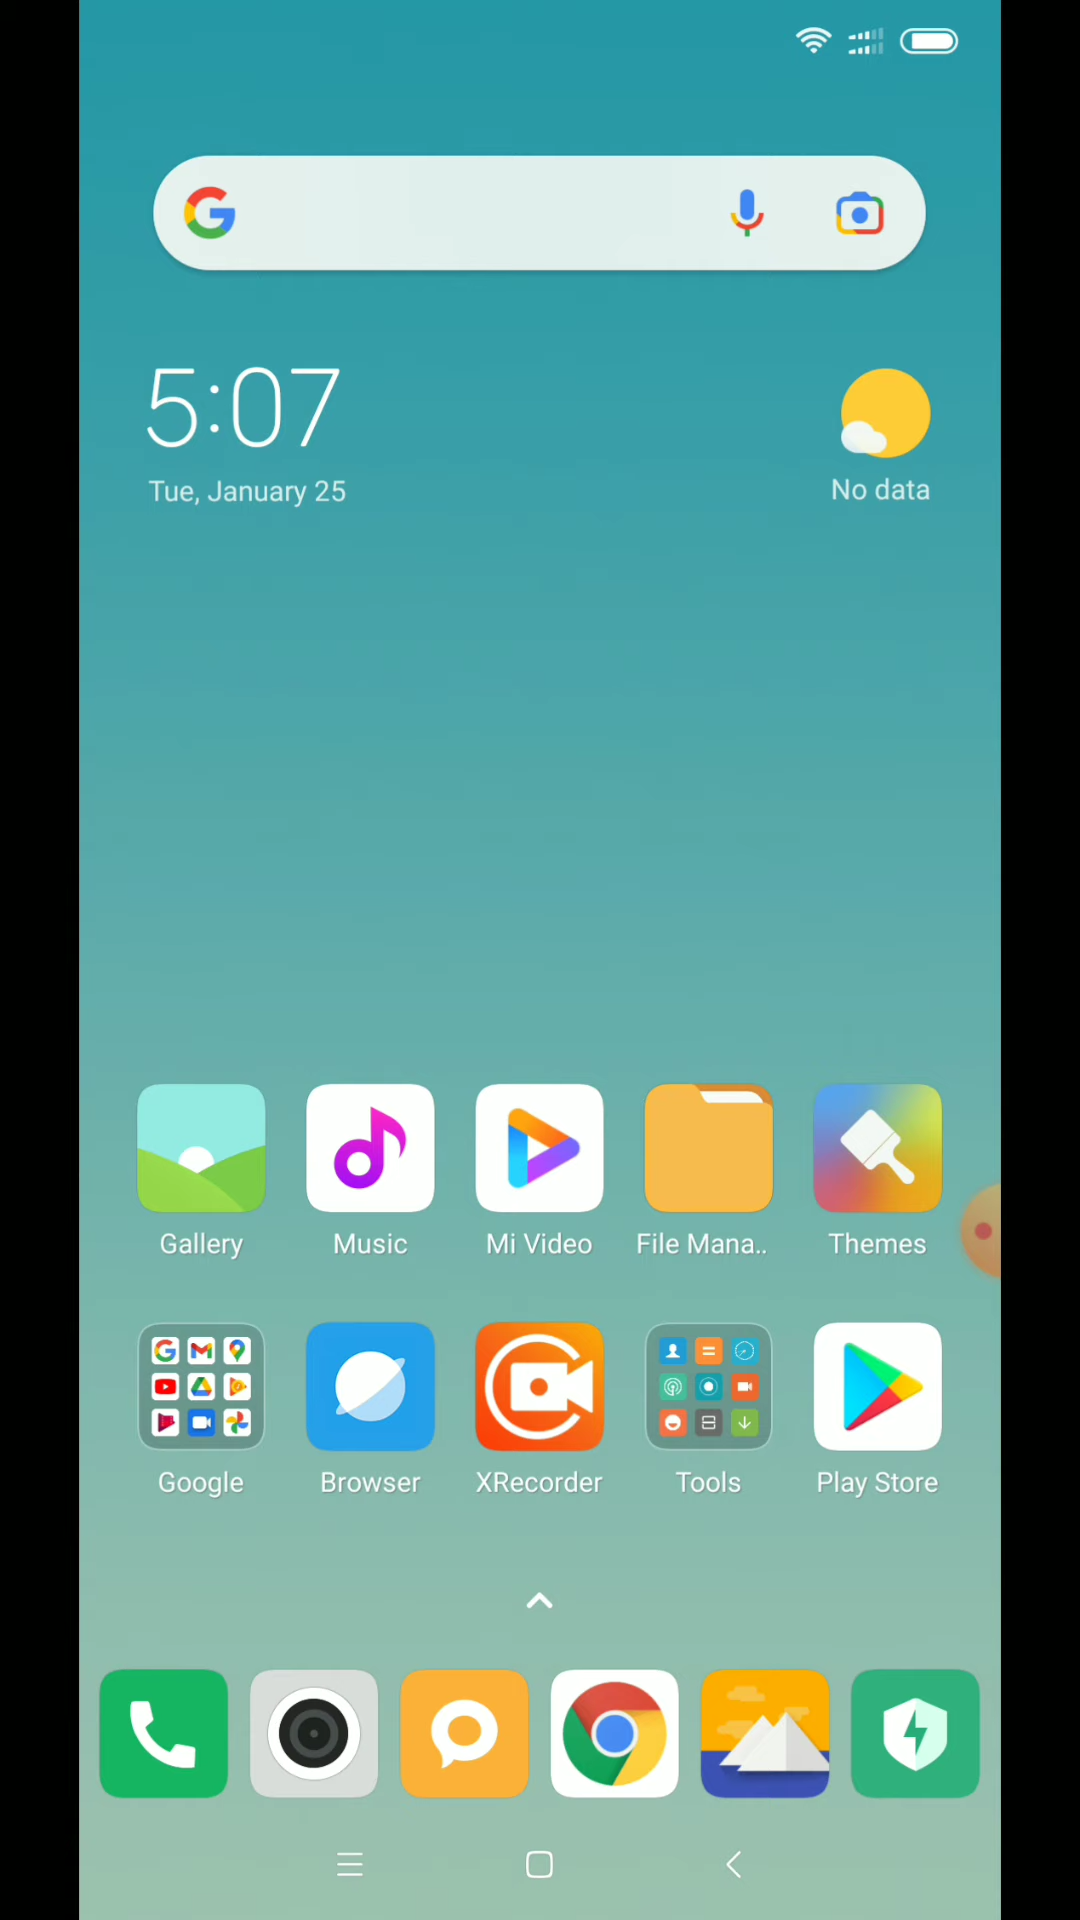 5:07
Tue, January 25
No data
Gallery
Music
Mi Video
File Mana..
Themes
Google
Browser
XRecorder
Tools
Play Store